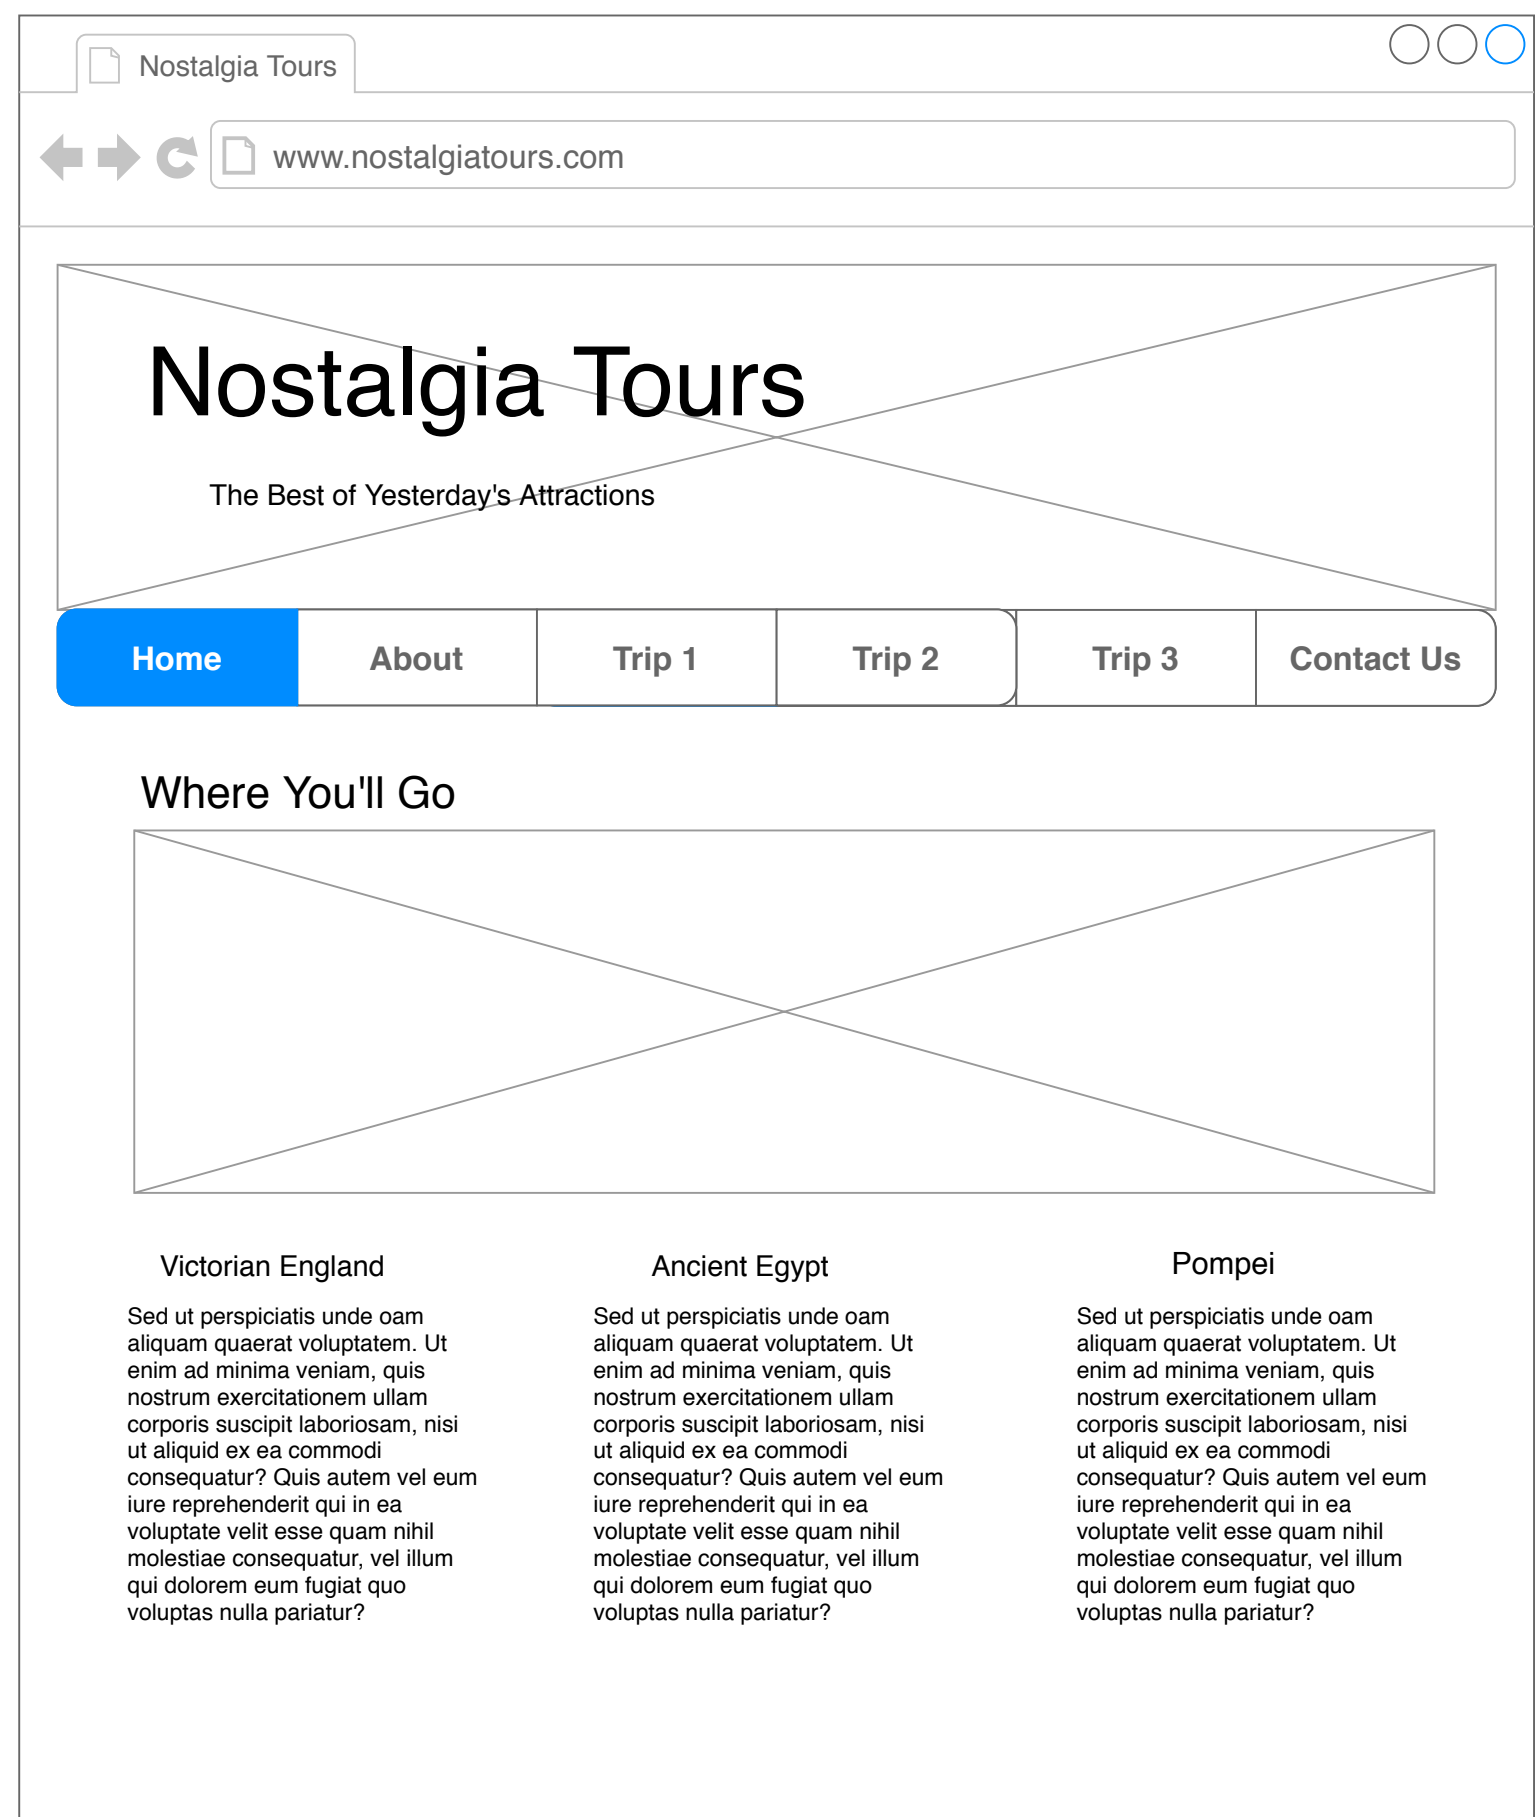 Nostalgia Tours
www.nostalgiatours.com
Nostalgia Tours
The Best of Yesterday's Attractions
Home About Trip 1 Trip 2 Trip 3 Contact Us
Where You'll Go
Victorian England
Sed ut perspiciatis unde oam
aliquam quaerat voluptatem. Ut
enim ad minima veniam, quis
nostrum exercitationem ullam
corporis suscipit laboriosam, nisi
ut aliquid ex ea commodi
consequatur? Quis autem vel eum
iure reprehenderit qui in ea
voluptate velit esse quam nihil
molestiae consequatur, vel illum
qui dolorem eum fugiat quo
voluptas nulla pariatur?
Ancient Egypt
Sed ut perspiciatis unde oam
aliquam quaerat voluptatem. Ut
enim ad minima veniam, quis
nostrum exercitationem ullam
corporis suscipit laboriosam, nisi
ut aliquid ex ea commodi
consequatur? Quis autem vel eum
iure reprehenderit qui in ea
voluptate velit esse quam nihil
molestiae consequatur, vel illum
qui dolorem eum fugiat quo
voluptas nulla pariatur?
Pompei
Sed ut perspiciatis unde oam
aliquam quaerat voluptatem. Ut
enim ad minima veniam, quis
nostrum exercitationem ullam
corporis suscipit laboriosam, nisi
ut aliquid ex ea commodi
consequatur? Quis autem vel eum
iure reprehenderit qui in ea
voluptate velit esse quam nihil
molestiae consequatur, vel illum
qui dolorem eum fugiat quo
voluptas nulla pariatur?